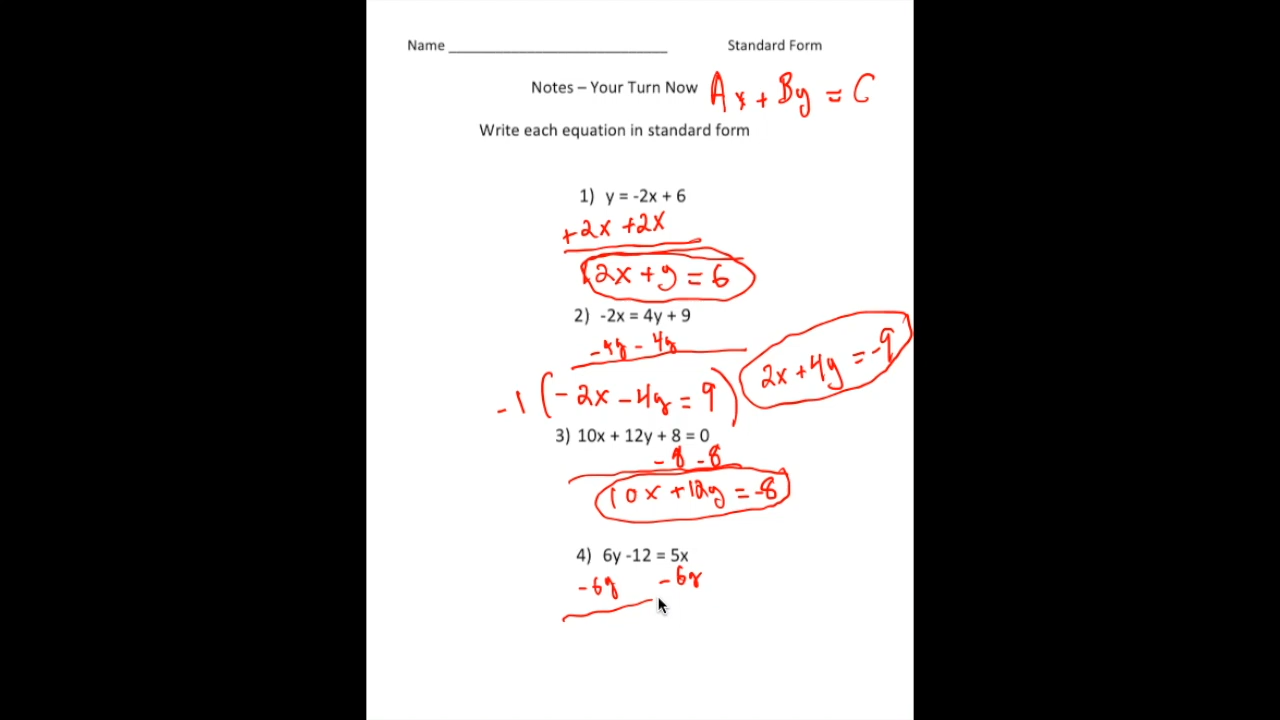 Name ____________________________ Standard Form
Notes – Your Turn Now Ax + By = C
Write each equation in standard form
1) y = -2x + 6
+2x +2x
2x + y = 6
2) -2x = 4y + 9
-4y - 4y
-1 (-2x - 4y = 9) 2x + 4y = -9
3) 10x + 12y + 8 = 0
- 8 - 8
10x + 12y = -8
4) 6y -12 = 5x
- 6y - 6y